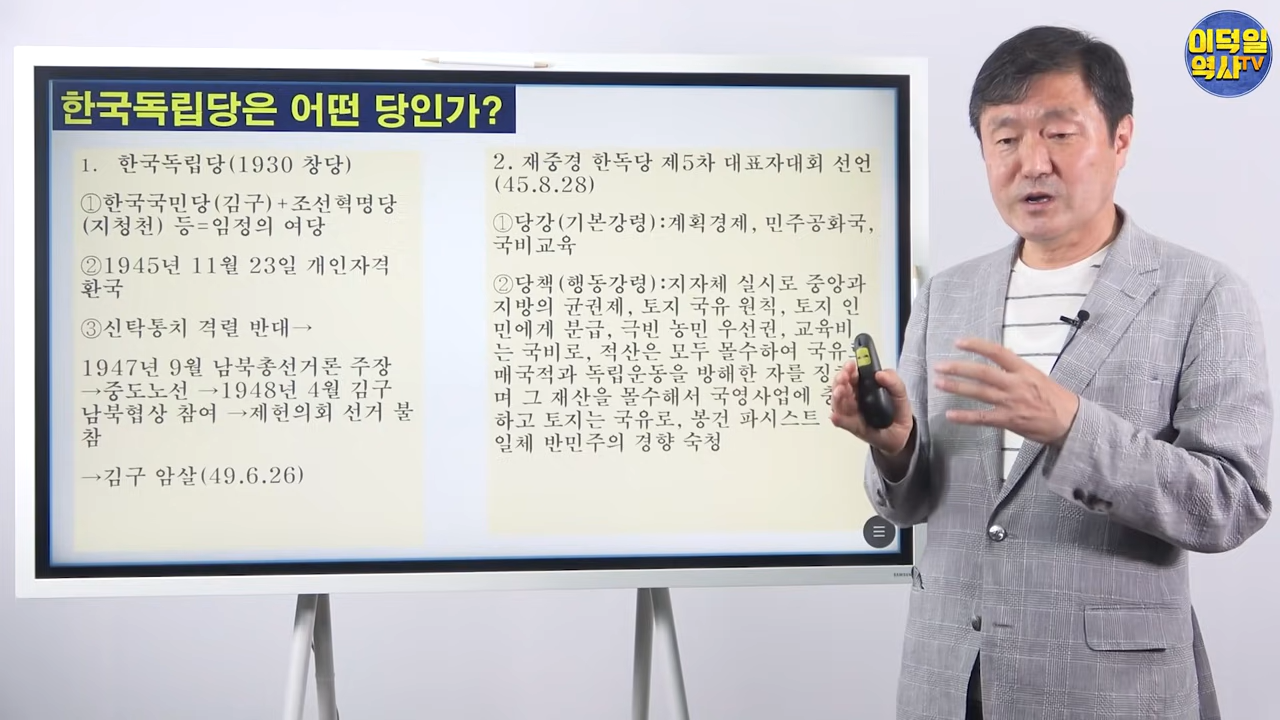 이덕일
역사TV
한국독립당은 어떤 당인가?
1. 한국독립당(1930 창당)
①한국국민당(김구)+조선혁명당
(지청천) 등=임정의 여당
②1945년 11월 23일 개인자격
환국
③신탁통치 격렬 반대→
1947년 9월 남북총선거론 주장
→중도노선 →1948년 4월 김구
남북협상 참여 →제헌의회 선거 불
참
→김구 암살(49.6.26)
2. 재중경 한독당 제5차 대표자대회 선언
(45.8.28)
①당강(기본강령):계획경제, 민주공화국,
국비교육
②당책(행동강령):지자체 실시로 중앙과
지방의 균권제, 토지 국유 원칙, 토지 인
민에게 분급, 극빈 농민 우선권, 교육비
는 국비로, 적산은 모두 몰수하여 국유
매국적과 독립운동을 방해한 자를 징
며 그 재산을 몰수해서 국영사업에
하고 토지는 국유로, 봉건 파시스트
일체 반민주의 경향 숙청
SAMSUNG